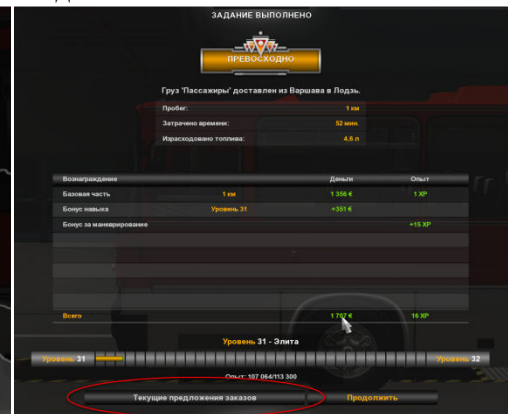 ЗАДАНИЕ ВЫПОЛНЕНО
ПРЕВОСХОДНО
Груз 'Пассажиры' доставлен из Варшава в Лодзь.
Пробег: 1 км
Затрачено времени: 52 мин.
Израсходовано топлива: 4,6 л
Вознаграждение Деньги Опыт
Базовая часть 1 км 1 356 € 1 XP
Бонус навыка Уровень 31 +351 €
Бонус за маневрирование +15 XP
Всего 1 707 € 16 XP
Уровень 31 - Элита
Уровень 31 Уровень 32
Опыт: 107 064/113 300
Текущие предложения заказов Продолжить